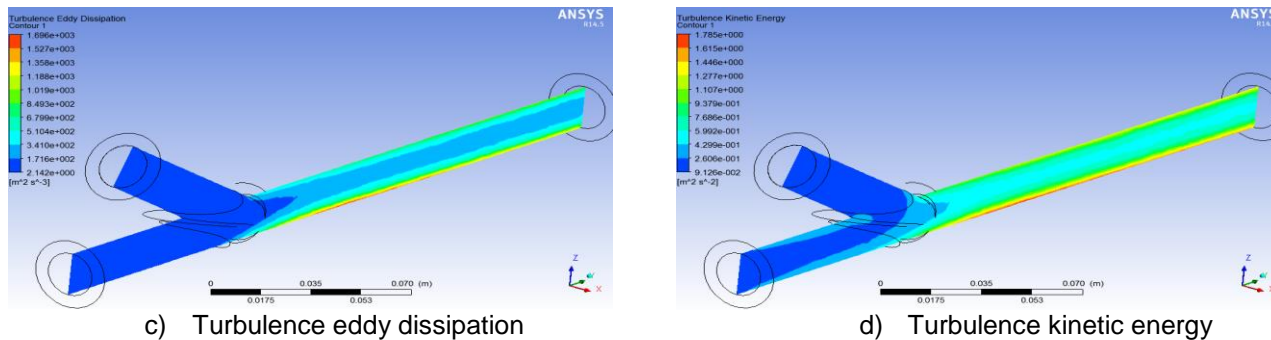 Turbulence Eddy Dissipation
Contour 1
1.696e+003
1.527e+003
1.358e+003
1.188e+003
1.019e+003
8.493e+002
6.799e+002
5.104e+002
3.410e+002
1.716e+002
2.142e+000
[m^2 s^-3]
ANSYS
R14.5
0 0.035 0.070 (m)
0.0175 0.053
Z
Y
X
c) Turbulence eddy dissipation
Turbulence Kinetic Energy
Contour 1
1.785e+000
1.615e+000
1.446e+000
1.277e+000
1.107e+000
9.379e-001
7.686e-001
5.992e-001
4.299e-001
2.606e-001
9.126e-002
[m^2 s^-2]
ANSYS
0 0.035 0.070 (m)
0.0175 0.053
Z
Y
X
d) Turbulence kinetic energy